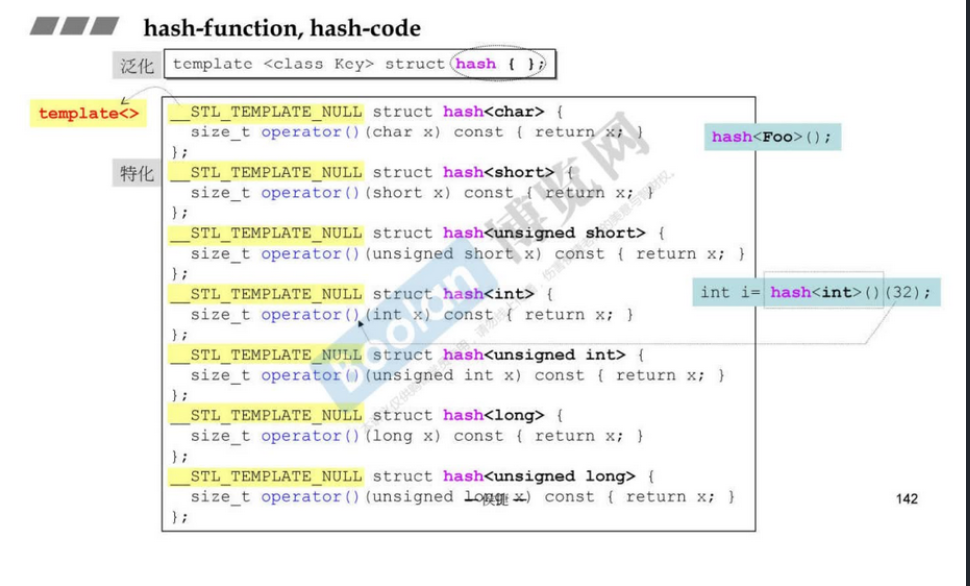 hash-function, hash-code
泛化
template <class Key> struct hash { };
template<>
__STL_TEMPLATE_NULL struct hash<char> {
size_t operator()(char x) const { return x; }
};
hash<Foo>();
特化
__STL_TEMPLATE_NULL struct hash<short> {
size_t operator()(short x) const { return x; }
};
__STL_TEMPLATE_NULL struct hash<unsigned short> {
size_t operator()(unsigned short x) const { return x; }
};
__STL_TEMPLATE_NULL struct hash<int> {
size_t operator()(int x) const { return x; }
};
int i= hash<int>()(32);
__STL_TEMPLATE_NULL struct hash<unsigned int> {
size_t operator()(unsigned int x) const { return x; }
};
__STL_TEMPLATE_NULL struct hash<long> {
size_t operator()(long x) const { return x; }
};
__STL_TEMPLATE_NULL struct hash<unsigned long> {
size_t operator()(unsigned long x) const { return x; }
};
142
Boolan 博览网